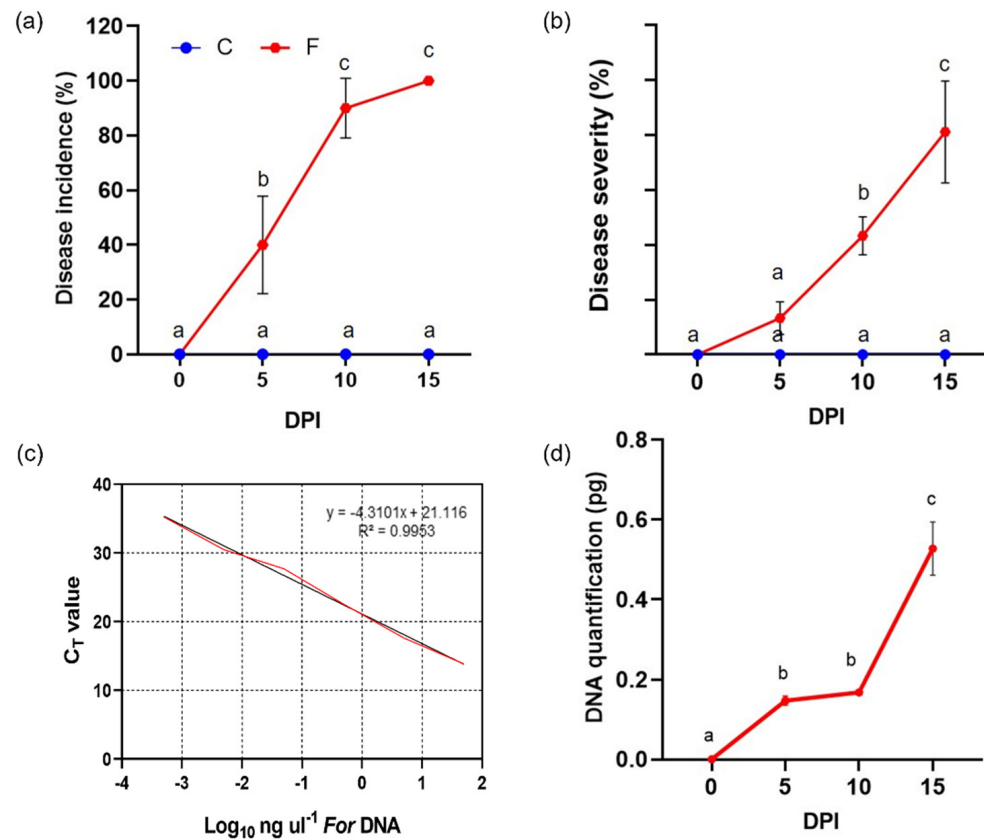 (a)
C F
Disease incidence (%)
120
100
80
60
40
20
0
c
c
b
a a a a
0 5 10 15
DPI
(b)
Disease severity (%)
c
b
a
a a a a
0 5 10 15
DPI
(c)
C_T value
40
30
20
10
0
y = -4.3101x + 21.116
R² = 0.9953
-4 -3 -2 -1 0 1 2
Log₁₀ ng ul⁻¹ For DNA
(d)
DNA quantification (pg)
0.8
0.6
0.4
0.2
0.0
c
b b
a
0 5 10 15
DPI